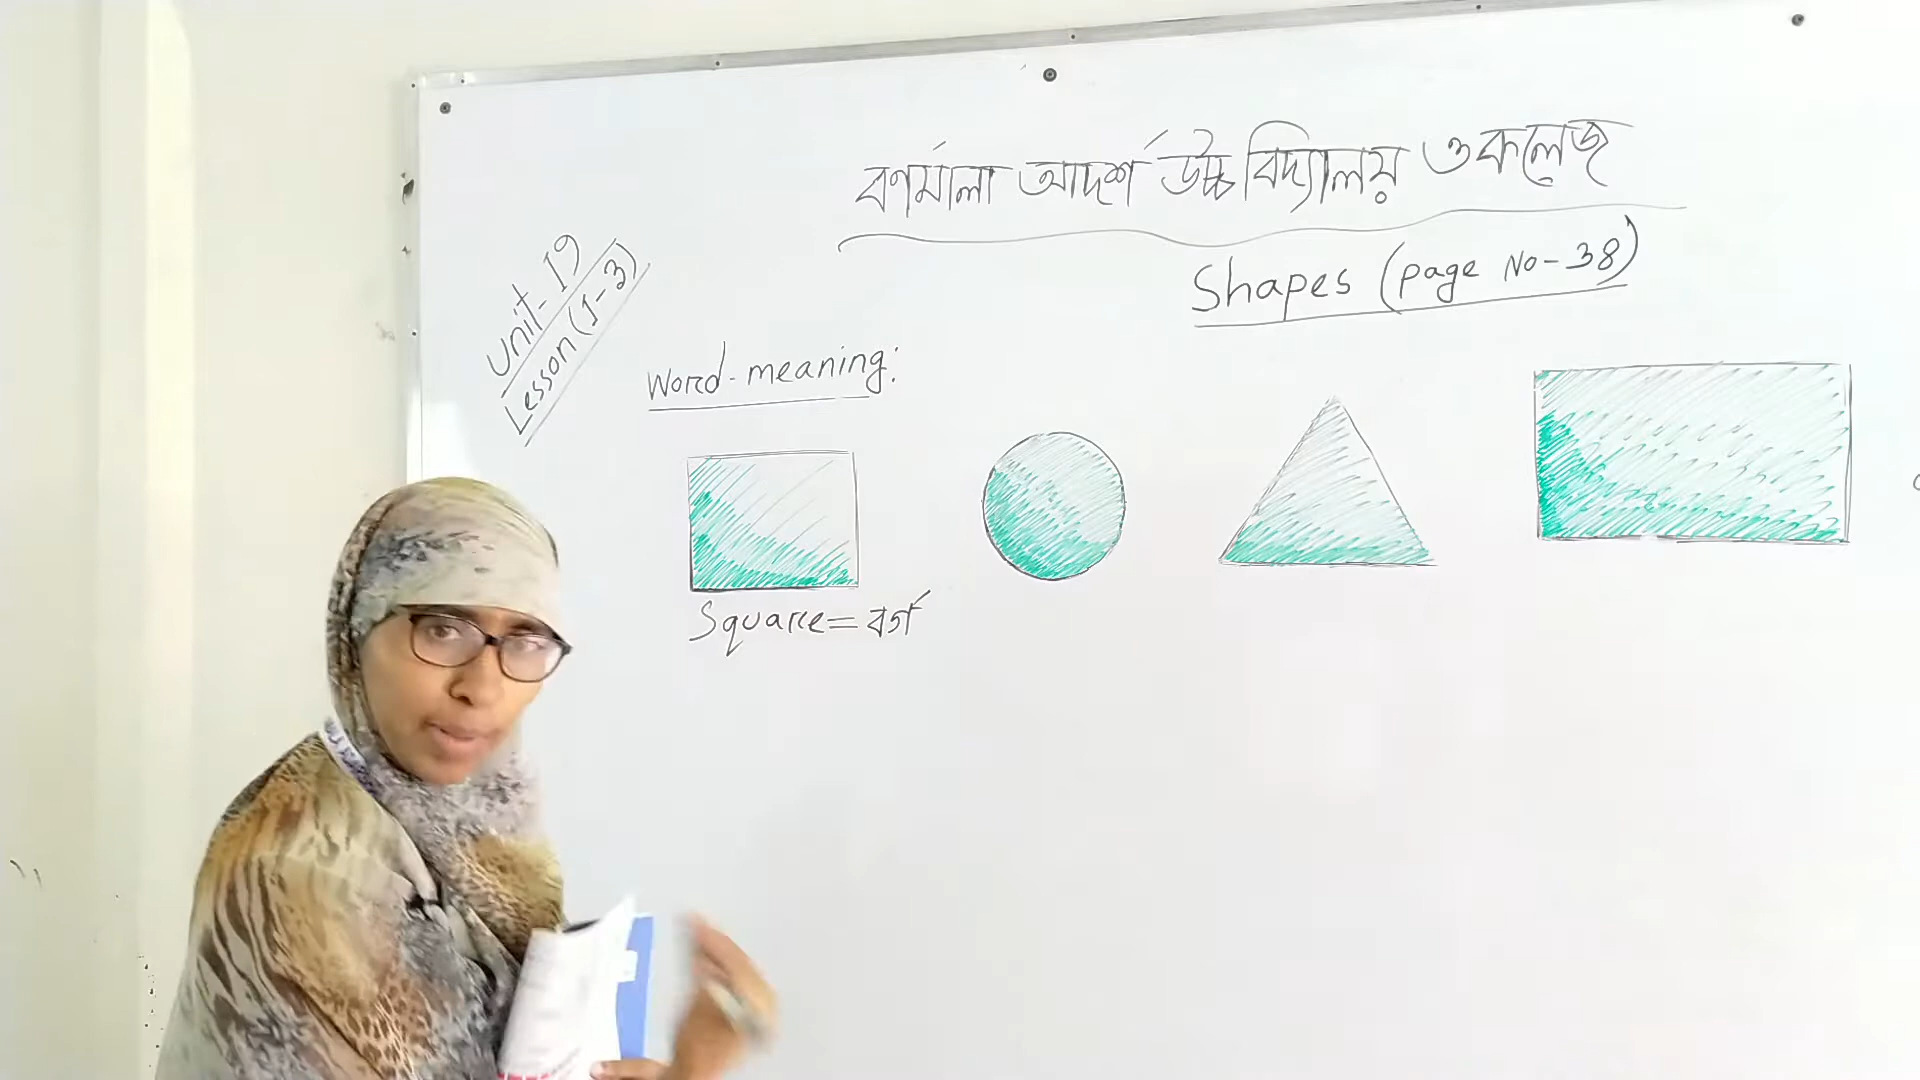 বর্ণমালা আদর্শ উচ্চ বিদ্যালয় ও কলেজ
Shapes (page No-38)
Unit-19
Lesson (1-3)
Word-meaning:
Square = বর্গ